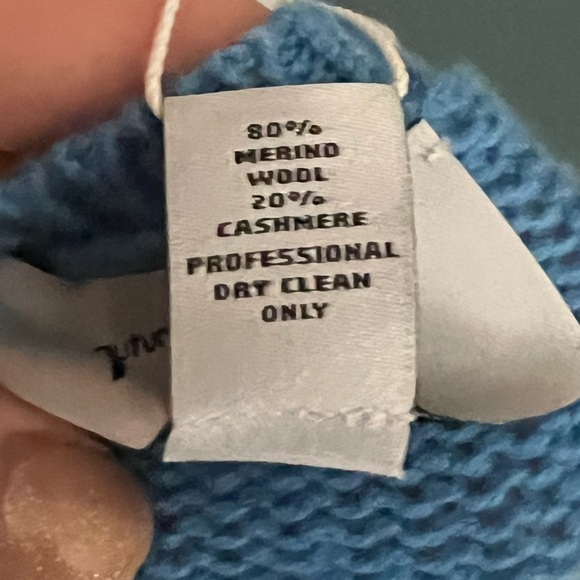 80%
MERINO
WOOL
20%
CASHMERE
PROFESSIONAL
DRY CLEAN
ONLY